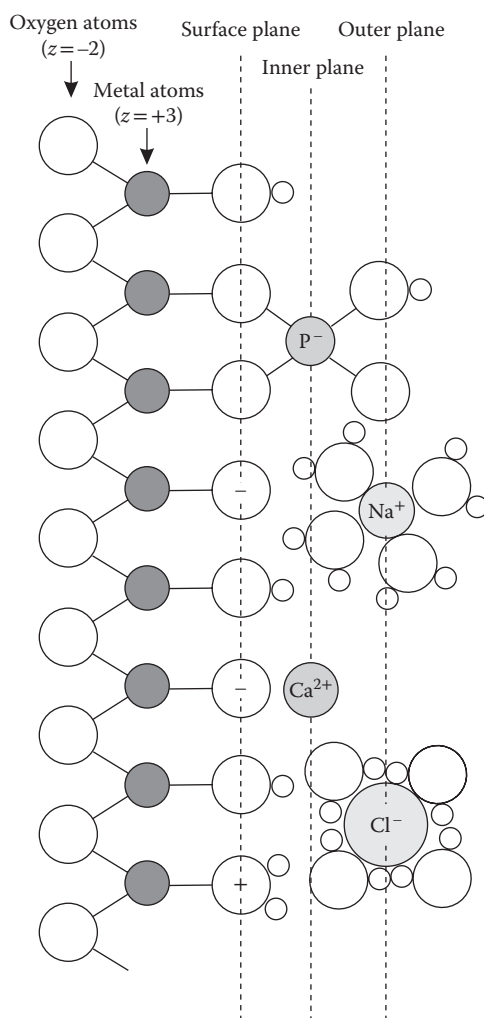 Oxygen atoms
(z = –2)
Surface plane
Outer plane
Inner plane
Metal atoms
(z = +3)
P⁻
–
Na⁺
–
Ca²⁺
Cl⁻
+